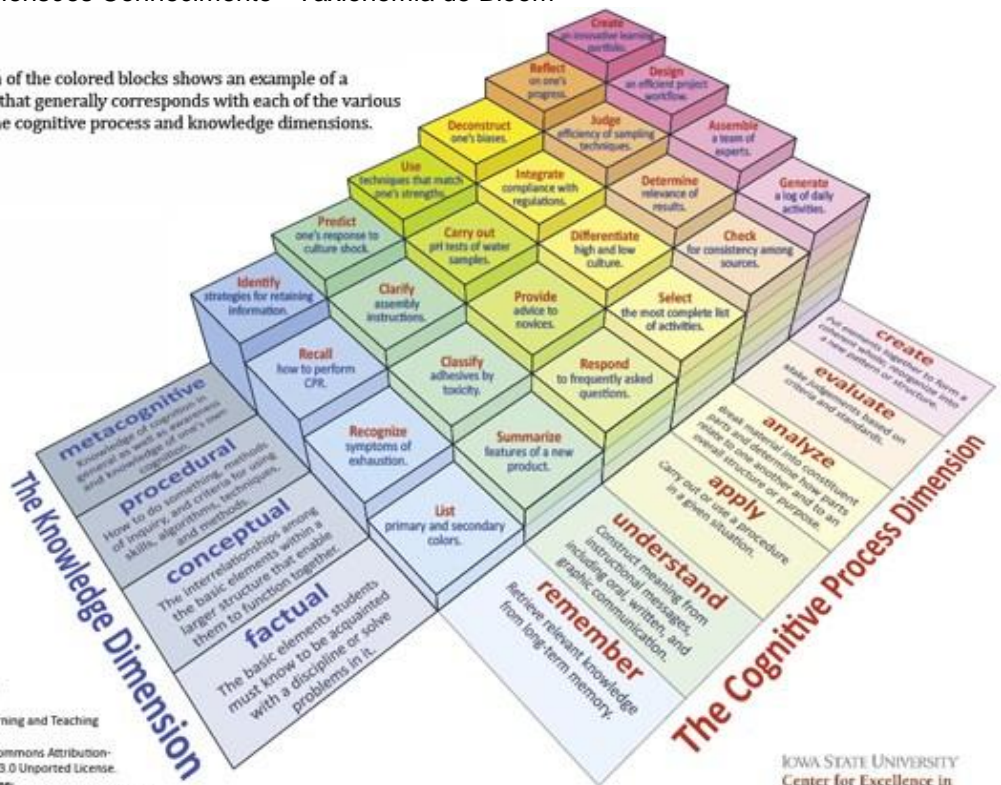 Conhecimento - Taxionomia de Bloom
of the colored blocks shows an example of a
that generally corresponds with each of the various
cognitive process and knowledge dimensions.
Create
an innovative learning
portfolio.
Reflect
on one's
progress.
Design
an efficient project
workflow.
Deconstruct
one's biases.
Judge
efficiency of sampling
techniques.
Assemble
a team of
experts.
Use
techniques that match
one's strengths.
Integrate
compliance with
regulations.
Determine
relevance of
results.
Generate
a log of daily
activities.
Predict
one's response to
culture shock.
Carry out
pH tests of water
samples.
Differentiate
high and low
culture.
Check
for consistency among
sources.
Identify
strategies for retaining
information.
Clarify
assembly
instructions.
Provide
advice to
novices.
Select
the most complete list
of activities.
Recall
how to perform
CPR.
Classify
adhesives by
toxicity.
Respond
to frequently asked
questions.
Recognize
symptoms of
exhaustion.
Summarize
features of a new
product.
List
primary and secondary
colors.
The Knowledge Dimension
metacognitive
Knowledge of cognition in
general as well as awareness
and knowledge of one's own
cognition.
procedural
How to do something, methods
of inquiry, and criteria for using
skills, algorithms, techniques,
and methods.
conceptual
The interrelationships among
the basic elements within a
larger structure that enable
them to function together.
factual
The basic elements students
must know to be acquainted
with a discipline or solve
problems in it.
The Cognitive Process Dimension
create
Put elements together to form a
coherent whole; reorganize into
a new pattern or structure.
evaluate
Make judgements based on
criteria and standards.
analyze
Break material into constituent
parts and determine how parts
relate to one another and to an
overall structure or purpose.
apply
Carry out or use a procedure
in a given situation.
understand
Construct meaning from
instructional messages,
including oral, written, and
graphic communication.
remember
Retrieve relevant knowledge
from long-term memory.
and Teaching
Attribution-
3.0 Unported License.
IOWA STATE UNIVERSITY
Center for Excellence in